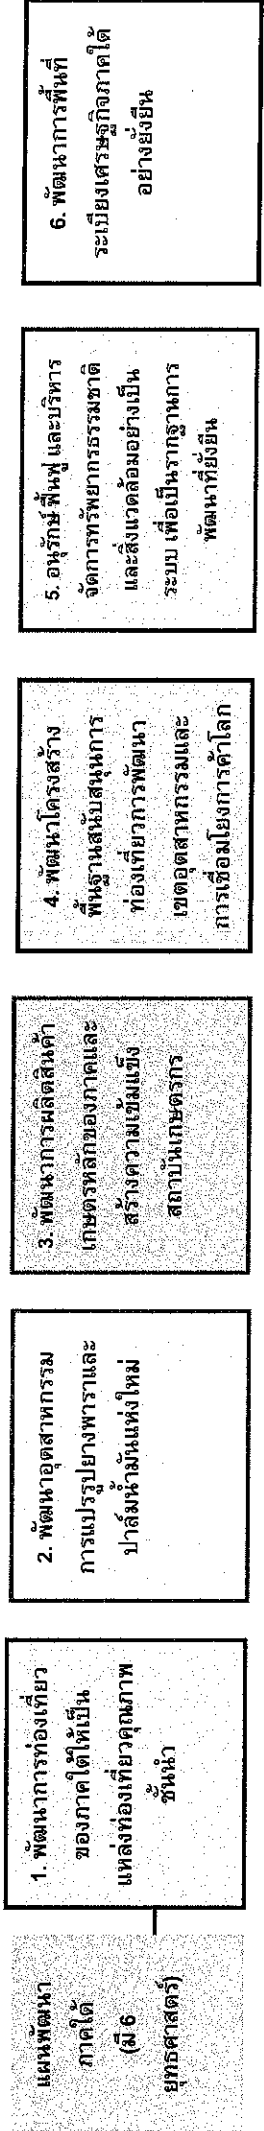 แผนพัฒนา
ภาคใต้
(มี 6
ยุทธศาสตร์)
1. พัฒนาการท่องเที่ยว
ของภาคใต้ให้เป็น
แหล่งท่องเที่ยวคุณภาพ
ชั้นนำ
2. พัฒนาอุตสาหกรรม
การแปรรูปยางพาราและ
ปาล์มน้ำมันแห่งใหม่
3. พัฒนาการผลิตสินค้า
เกษตรหลักของภาคและ
สร้างความเข้มแข็ง
สถาบันเกษตรกร
4. พัฒนาโครงสร้าง
พื้นฐานสนับสนุนการ
ท่องเที่ยวการพัฒนา
เขตอุตสาหกรรมและ
การเชื่อมโยงการค้าโลก
5. อนุรักษ์ ฟื้นฟู และบริหาร
จัดการทรัพยากรธรรมชาติ
และสิ่งแวดล้อมอย่างเป็น
ระบบ เพื่อเป็นรากฐานการ
พัฒนาที่ยั่งยืน
6. พัฒนาการพื้นที่
ระเบียงเศรษฐกิจภาคใต้
อย่างยั่งยืน